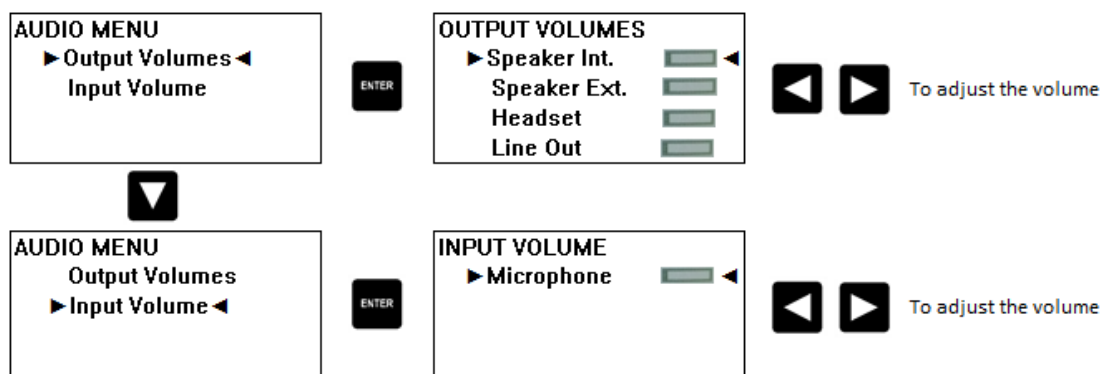 AUDIO MENU
►Output Volumes◄
Input Volume
ENTER
OUTPUT VOLUMES
►Speaker Int. ◄
Speaker Ext.
Headset
Line Out
To adjust the volume
AUDIO MENU
Output Volumes
►Input Volume◄
ENTER
INPUT VOLUME
►Microphone ◄
To adjust the volume